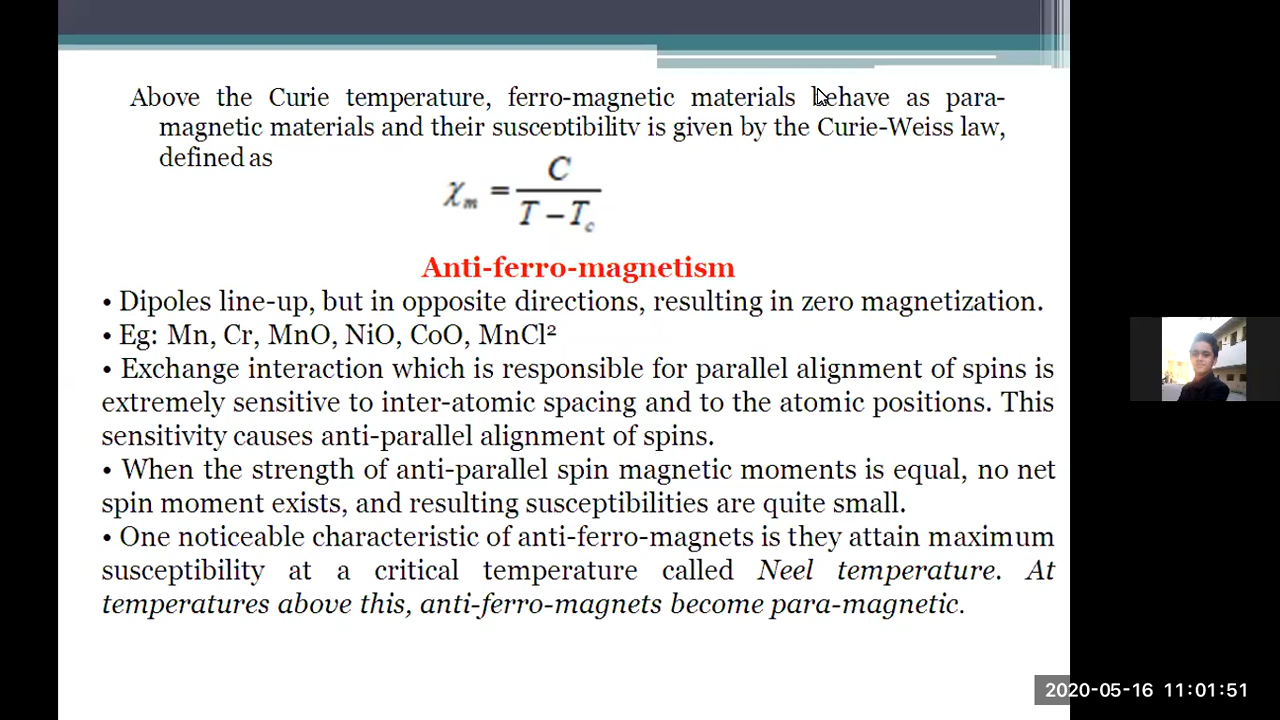 Above the Curie temperature, ferro-magnetic materials behave as para-
magnetic materials and their susceptibility is given by the Curie-Weiss law,
defined as
χm = C / (T − Tc)
Anti-ferro-magnetism
• Dipoles line-up, but in opposite directions, resulting in zero magnetization.
• Eg: Mn, Cr, MnO, NiO, CoO, MnCl²
• Exchange interaction which is responsible for parallel alignment of spins is
extremely sensitive to inter-atomic spacing and to the atomic positions. This
sensitivity causes anti-parallel alignment of spins.
• When the strength of anti-parallel spin magnetic moments is equal, no net
spin moment exists, and resulting susceptibilities are quite small.
• One noticeable characteristic of anti-ferro-magnets is they attain maximum
susceptibility at a critical temperature called Neel temperature. At
temperatures above this, anti-ferro-magnets become para-magnetic.
2020-05-16 11:01:51